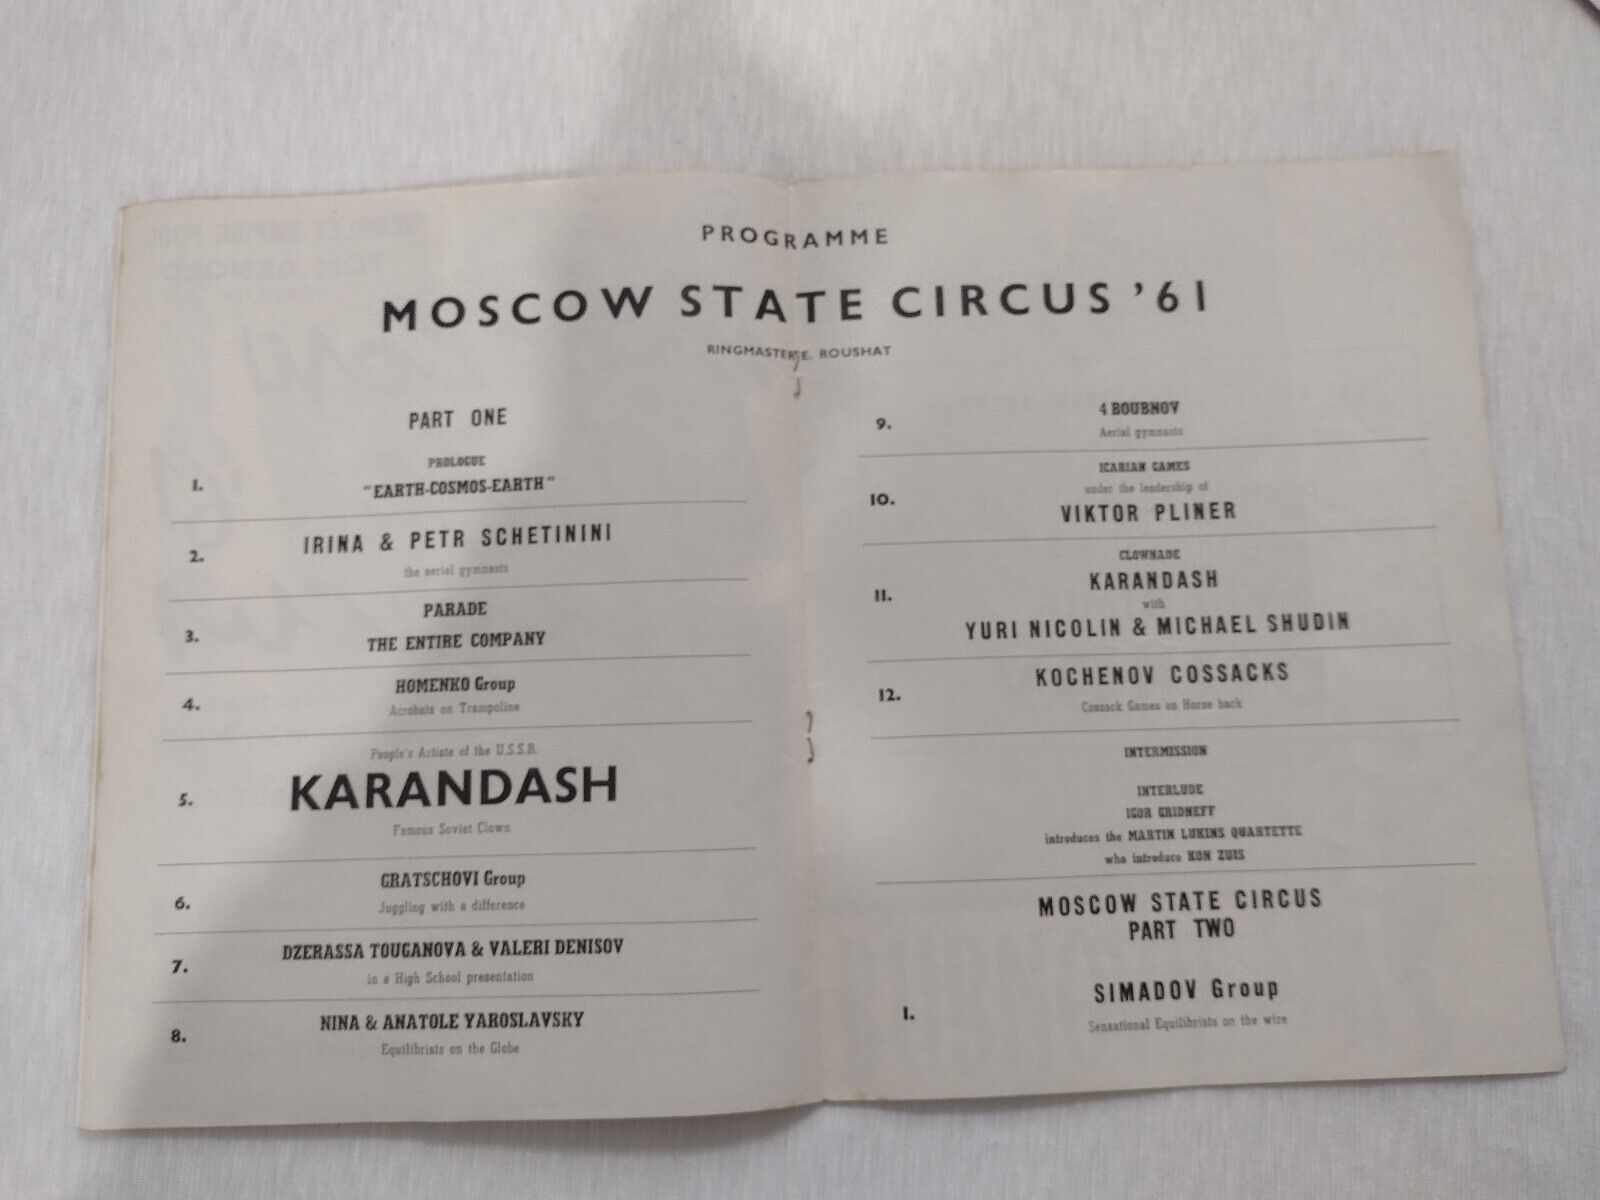 PROGRAMME
MOSCOW STATE CIRCUS '61
RINGMASTER E. ROUSHAT
PART ONE
PROLOGUE
1. "EARTH-COSMOS-EARTH"
2. IRINA & PETR SCHETININI
the aerial gymnasts
PARADE
3. THE ENTIRE COMPANY
HOMENKO Group
4. Acrobats on Trampoline
People's Artiste of the U.S.S.R.
5. KARANDASH
Famous Soviet Clown
GRATSCHOVI Group
6. Juggling with a difference
7. DZERASSA TOUGANOVA & VALERI DENISOV
in a High School presentation
8. NINA & ANATOLE YAROSLAVSKY
Equilibrists on the Globe
9. 4 BOUBNOV
Aerial gymnasts
ICARIAN GAMES
under the leadership of
10. VIKTOR PLINER
CLOWNADE
KARANDASH
11. with
YURI NICOLIN & MICHAEL SHUDIN
KOCHENOV COSSACKS
12. Cossack Games on Horse back
INTERMISSION
INTERLUDE
IGOR GRIDNEFF
introduces the MARTIN LUKINS QUARTETTE
who introduce KON ZUIS
MOSCOW STATE CIRCUS
PART TWO
SIMADOV Group
1. Sensational Equilibrists on the wire